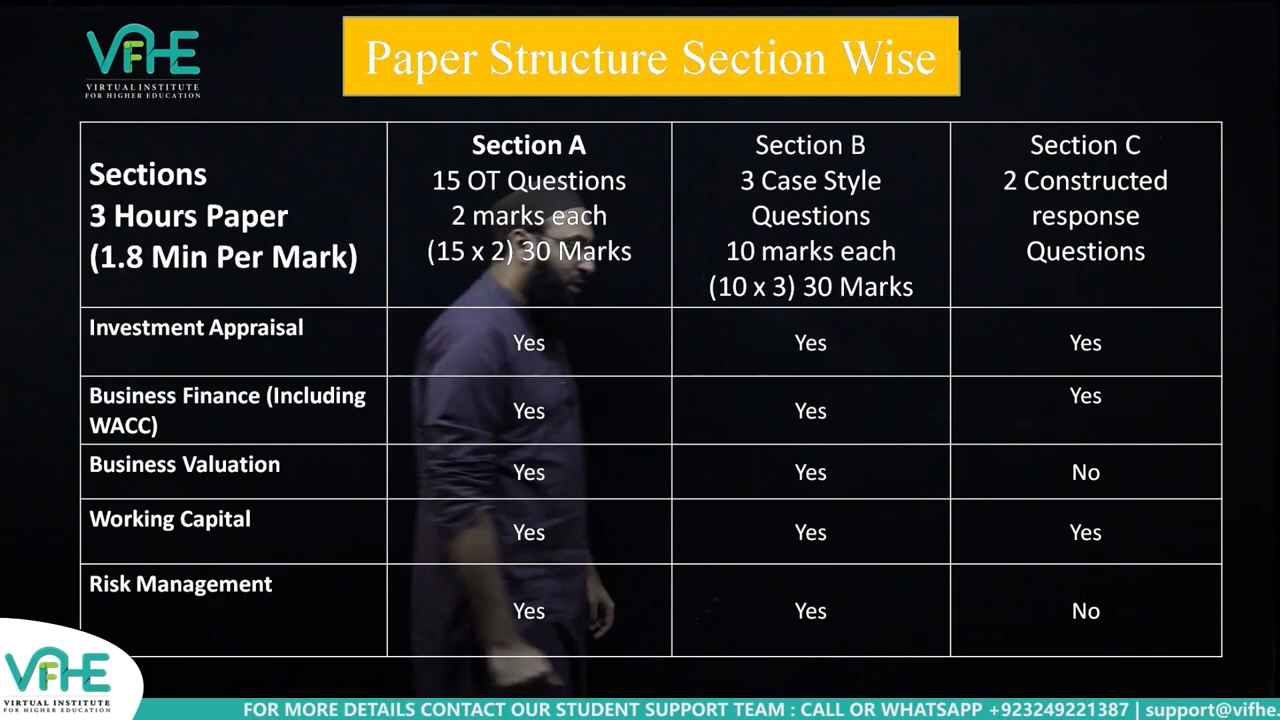 VFHE
VIRTUAL INSTITUTE
FOR HIGHER EDUCATION
Paper Structure Section Wise
Sections
3 Hours Paper
(1.8 Min Per Mark)
Section A
15 OT Questions
2 marks each
(15 x 2) 30 Marks
Section B
3 Case Style
Questions
10 marks each
(10 x 3) 30 Marks
Section C
2 Constructed
response
Questions
Investment Appraisal
Yes
Yes
Yes
Business Finance (Including
WACC)
Yes
Yes
Yes
Business Valuation
Yes
Yes
No
Working Capital
Yes
Yes
Yes
Risk Management
Yes
Yes
No
VFHE
VIRTUAL INSTITUTE
FOR HIGHER EDUCATION
FOR MORE DETAILS CONTACT OUR STUDENT SUPPORT TEAM : CALL OR WHATSAPP +923249221387 | support@vifhe